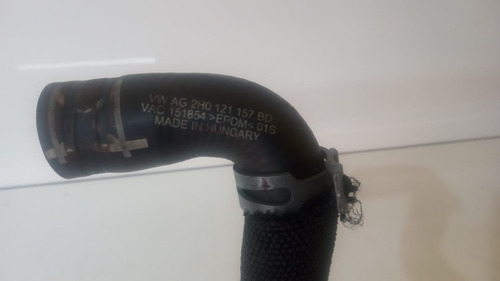 VW AG 2H0 121 157 BD
VAC 151854 >EPDM< 01S
MADE IN HUNGARY